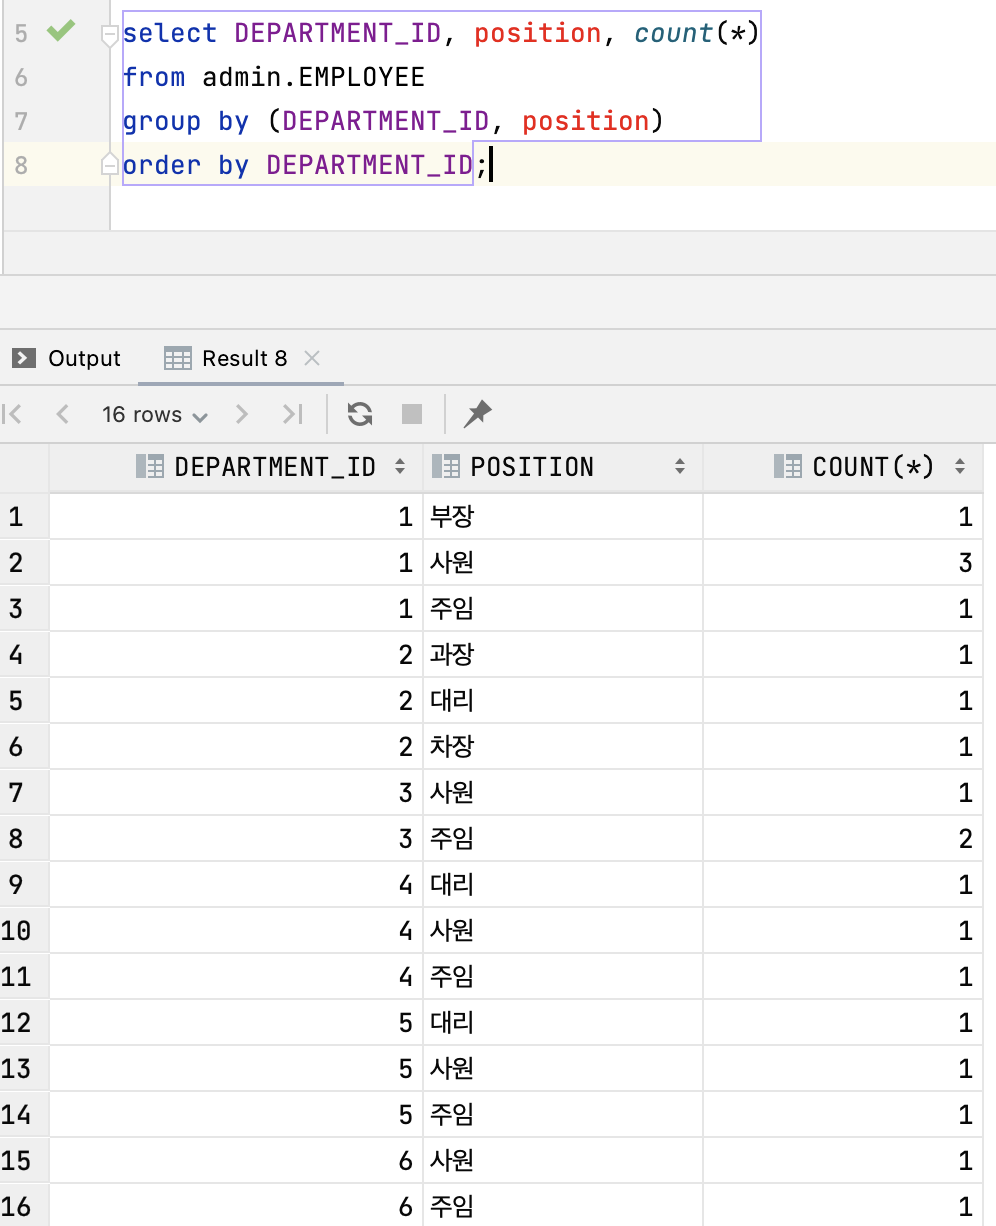 5 select DEPARTMENT_ID, position, count(*)
6 from admin.EMPLOYEE
7 group by (DEPARTMENT_ID, position)
8 order by DEPARTMENT_ID;
Output Result 8
16 rows
DEPARTMENT_ID POSITION COUNT(*)
1 1 부장 1
2 1 사원 3
3 1 주임 1
4 2 과장 1
5 2 대리 1
6 2 차장 1
7 3 사원 1
8 3 주임 2
9 4 대리 1
10 4 사원 1
11 4 주임 1
12 5 대리 1
13 5 사원 1
14 5 주임 1
15 6 사원 1
16 6 주임 1